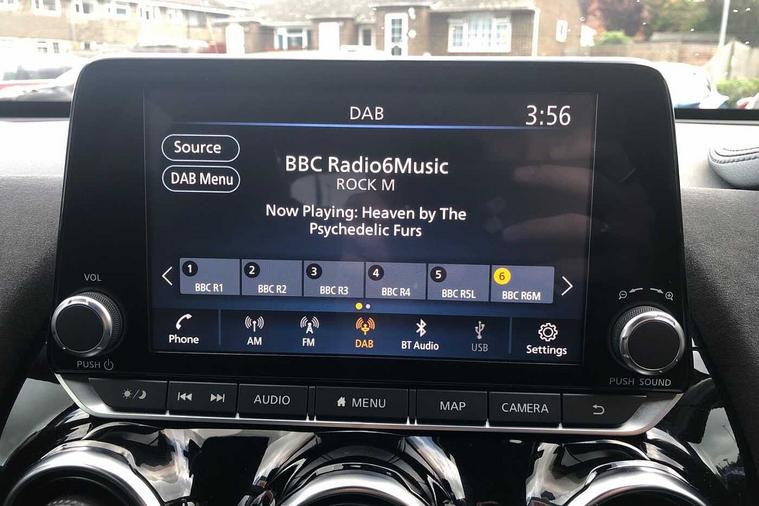 DAB
3:56
Source
DAB Menu
BBC Radio6Music
ROCK M
Now Playing: Heaven by The
Psychedelic Furs
1 BBC R1
2 BBC R2
3 BBC R3
4 BBC R4
5 BBC R5L
6 BBC R6M
Phone
AM
FM
DAB
BT Audio
USB
Settings
VOL
PUSH
PUSH SOUND
AUDIO
MENU
MAP
CAMERA